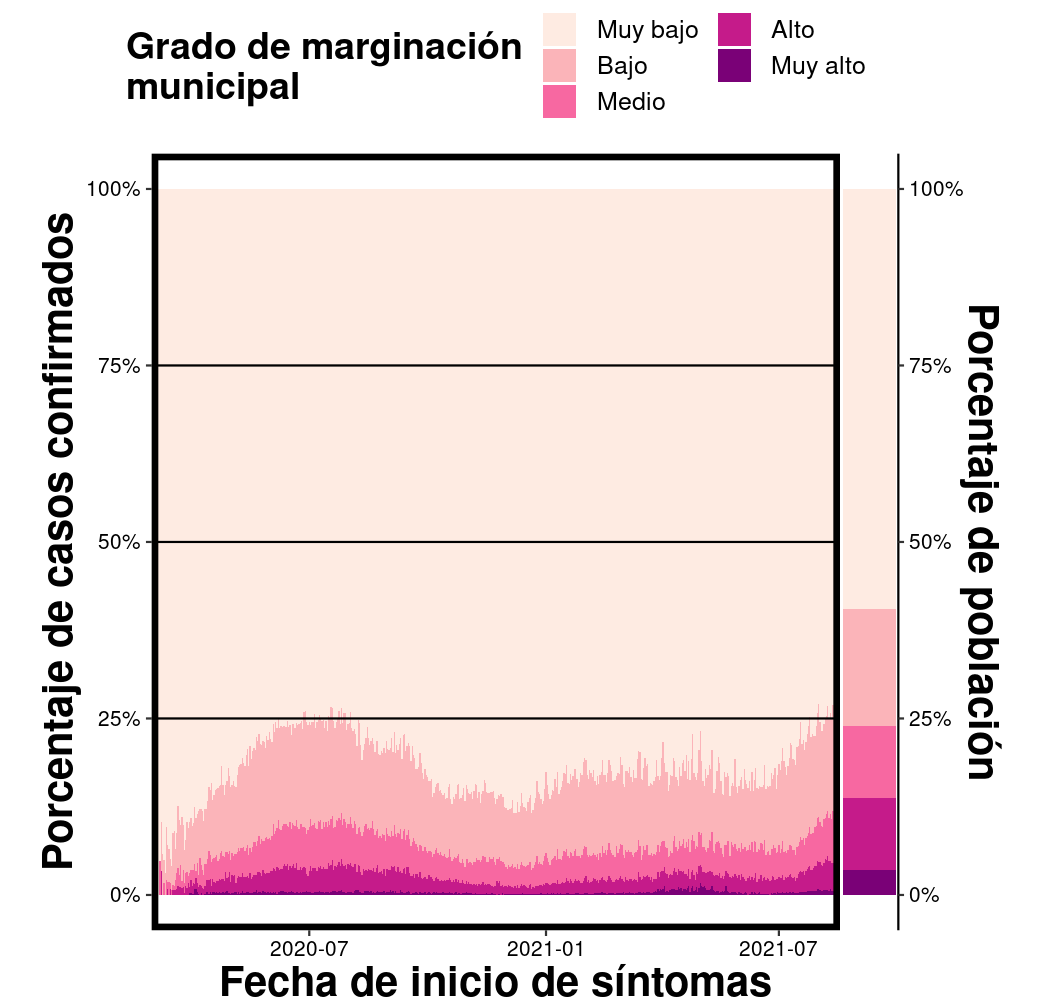 Grado de marginación
municipal
Muy bajo
Bajo
Medio
Alto
Muy alto
Porcentaje de casos confirmados
100%
75%
50%
25%
0%
100%
75%
50%
25%
0%
Porcentaje de población
2020-07
2021-01
2021-07
Fecha de inicio de síntomas